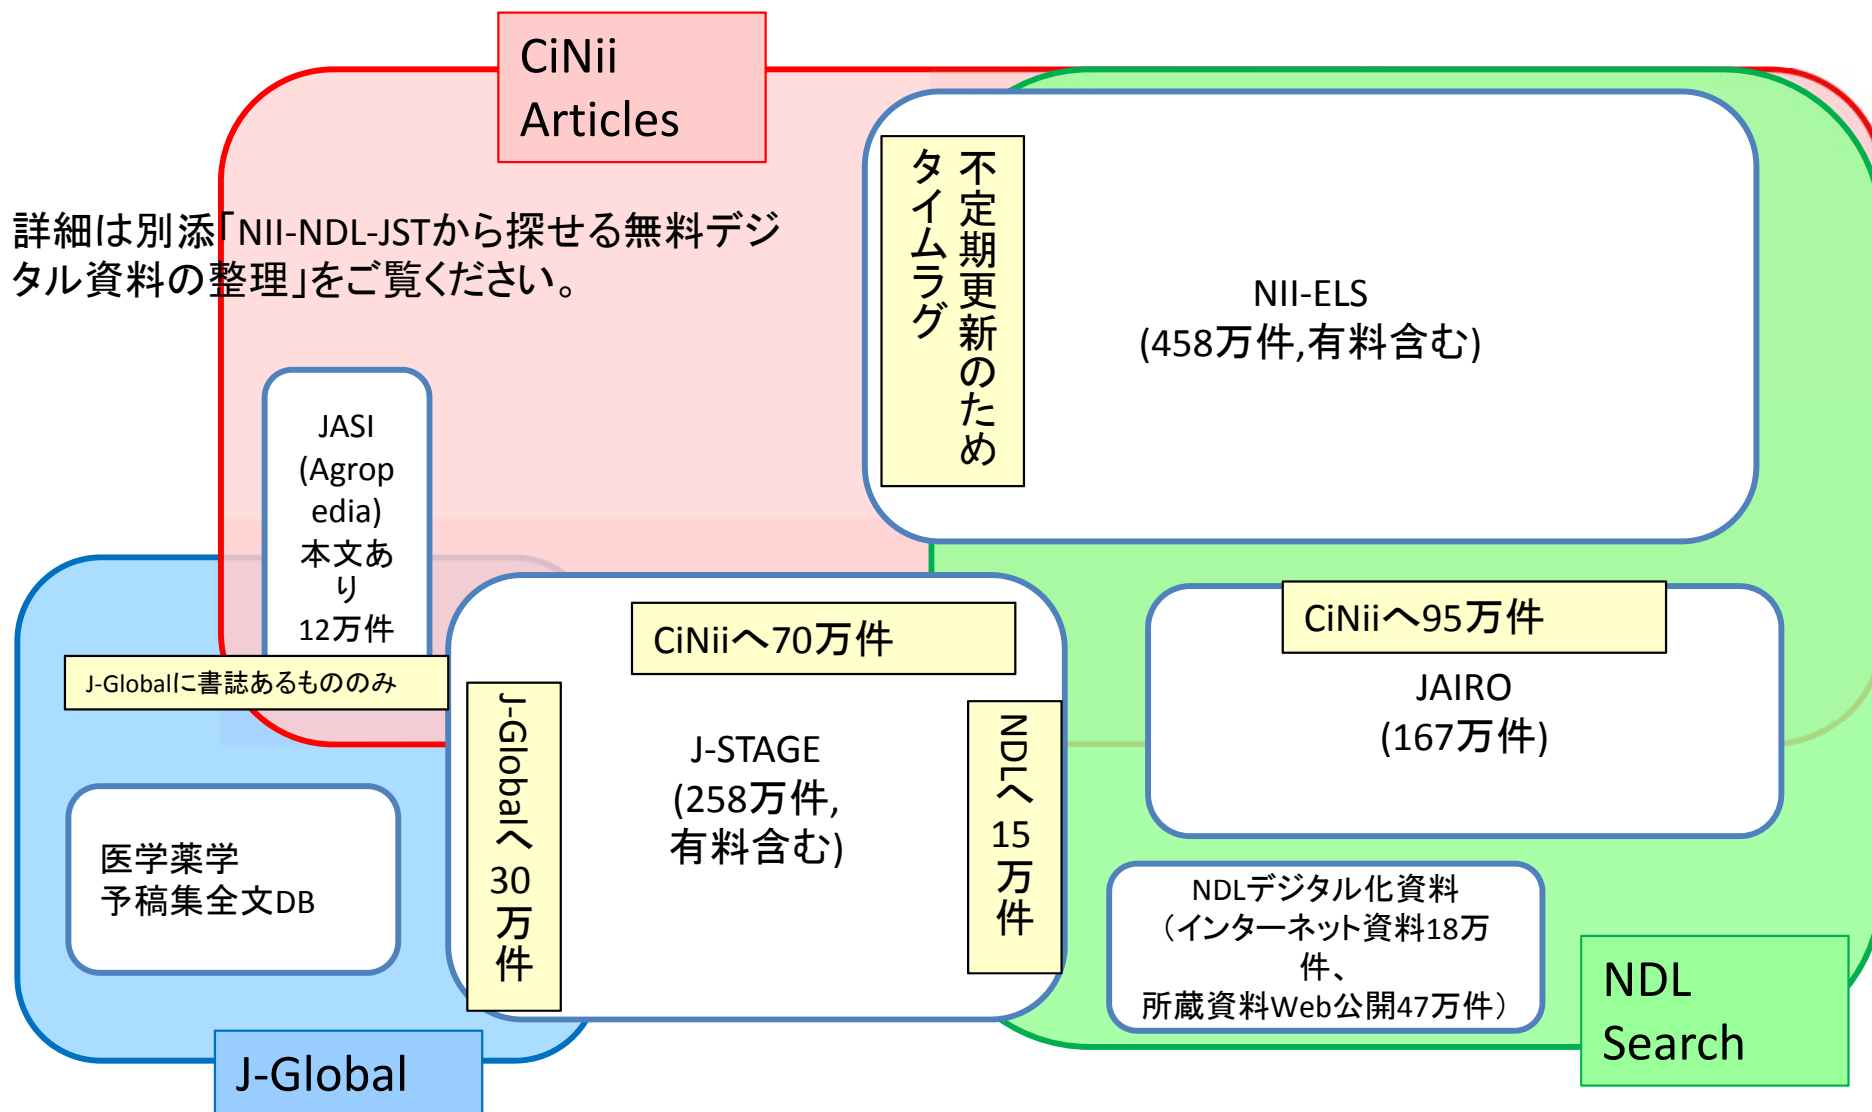 CiNii
Articles
詳細は別添「NII-NDL-JSTから探せる無料デジ
タル資料の整理」をご覧ください。
不定期更新のため
タイムラグ
NII-ELS
(458万件,有料含む)
JASI
(Agrop
edia)
本文あ
り
12万件
J-Globalに書誌あるもののみ
CiNiiへ70万件
CiNiiへ95万件
JAIRO
(167万件)
J-Globalへ30万件
J-STAGE
(258万件,
有料含む)
NDLへ15万件
医学薬学
予稿集全文DB
NDLデジタル化資料
（インターネット資料18万
件、
所蔵資料Web公開47万件）
NDL
Search
J-Global